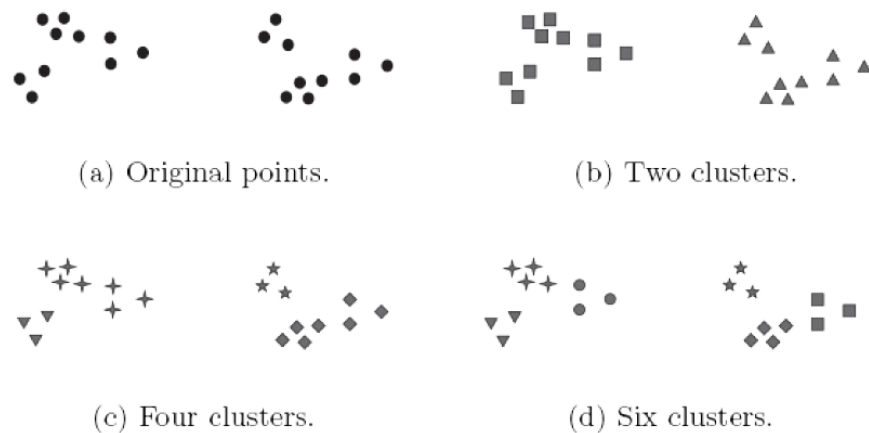 (a) Original points.
(b) Two clusters.
(c) Four clusters.
(d) Six clusters.